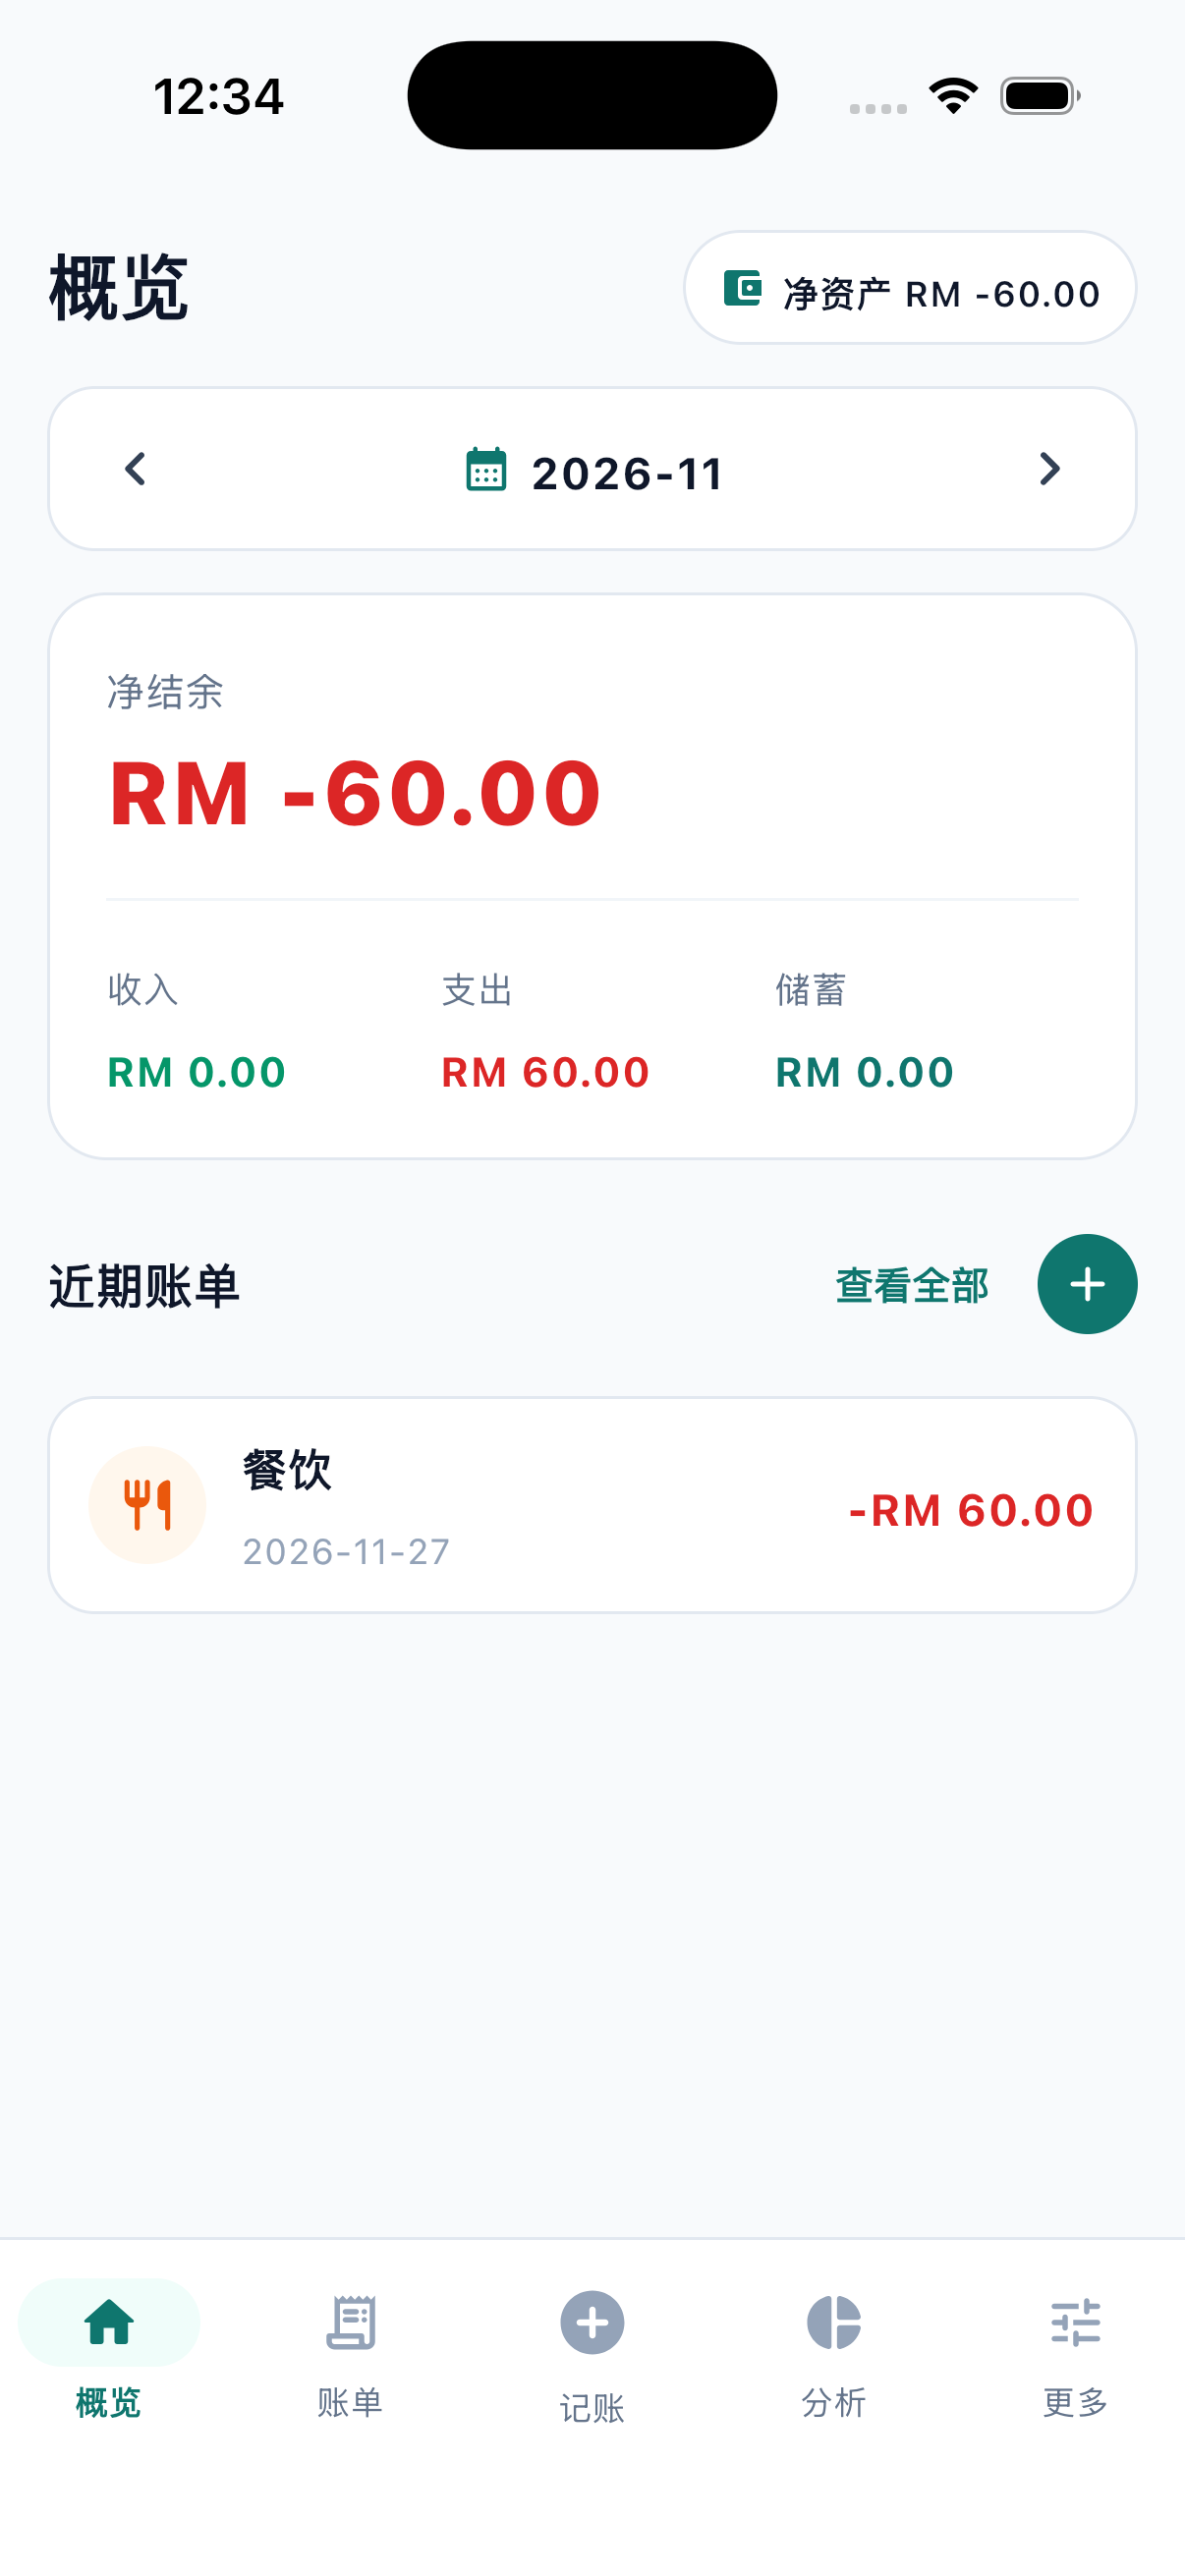 12:34
概览
净资产 RM -60.00
2026-11
净结余
RM -60.00
收入
支出
储蓄
RM 0.00
RM 60.00
RM 0.00
近期账单
查看全部
餐饮
2026-11-27
-RM 60.00
概览
账单
记账
分析
更多